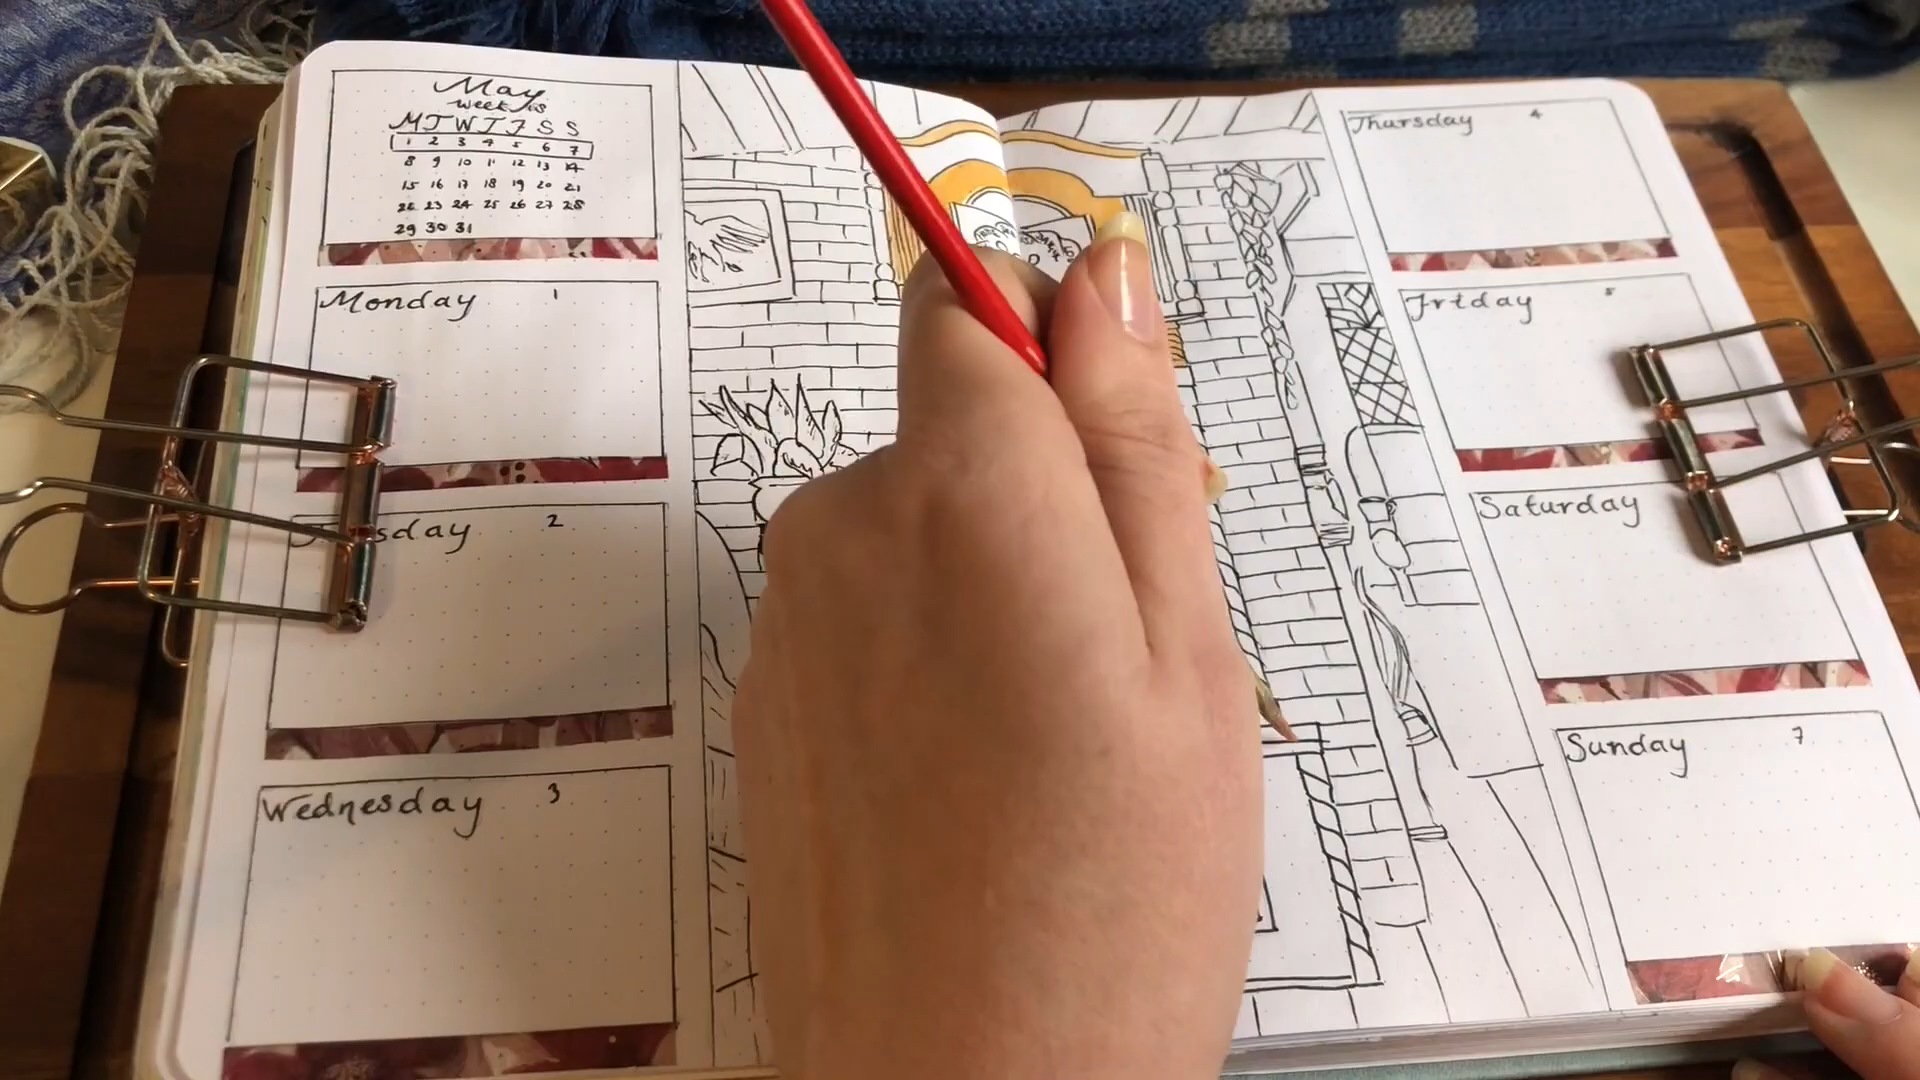 May
week 18
M T W T F S S
1 2 3 4 5 6 7
8 9 10 11 12 13 14
15 16 17 18 19 20 21
22 23 24 25 26 27 28
29 30 31
Monday 1
sday 2
Wednesday 3
Thursday 4
Friday 5
Saturday
Sunday 7